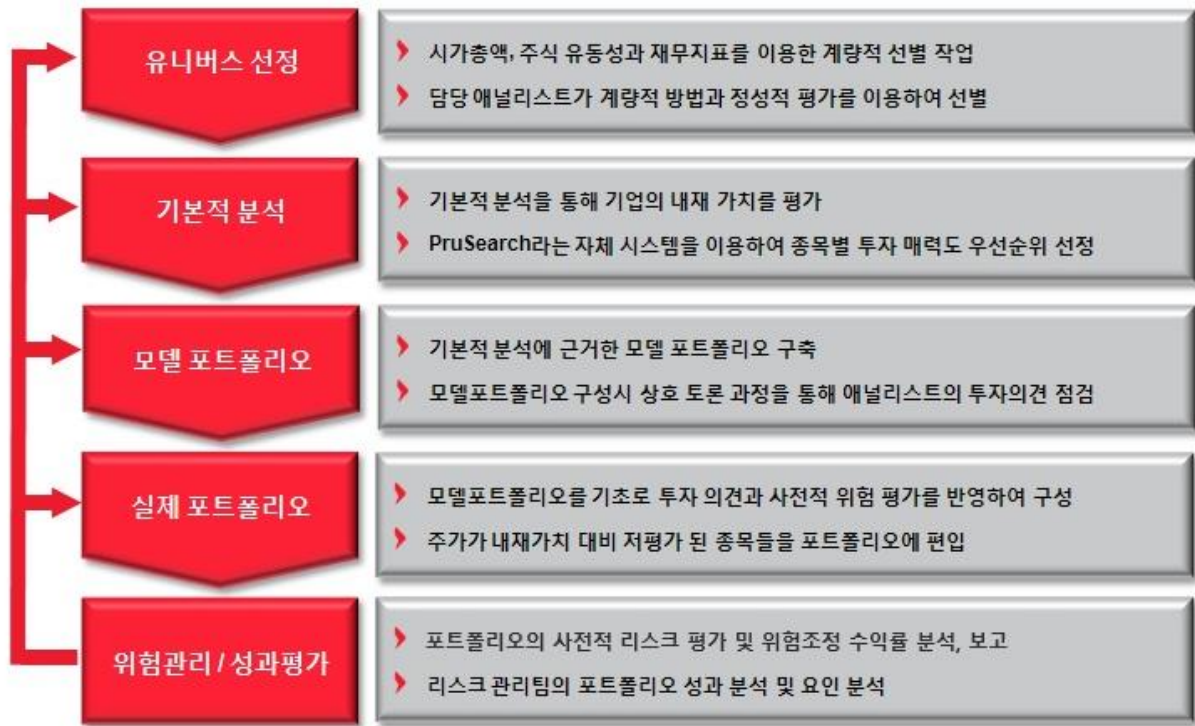 유니버스 선정
시가총액, 주식 유동성과 재무지표를 이용한 계량적 선별 작업
담당 애널리스트가 계량적 방법과 정성적 평가를 이용하여 선별
기본적 분석
기본적 분석을 통해 기업의 내재 가치를 평가
PruSearch라는 자체 시스템을 이용하여 종목별 투자 매력도 우선순위 선정
모델 포트폴리오
기본적 분석에 근거한 모델 포트폴리오 구축
모델포트폴리오 구성시 상호 토론 과정을 통해 애널리스트의 투자의견 점검
실제 포트폴리오
모델포트폴리오를 기초로 투자 의견과 사전적 위험 평가를 반영하여 구성
주가가 내재가치 대비 저평가 된 종목들을 포트폴리오에 편입
위험관리 / 성과평가
포트폴리오의 사전적 리스크 평가 및 위험조정 수익률 분석, 보고
리스크 관리팀의 포트폴리오 성과 분석 및 요인 분석